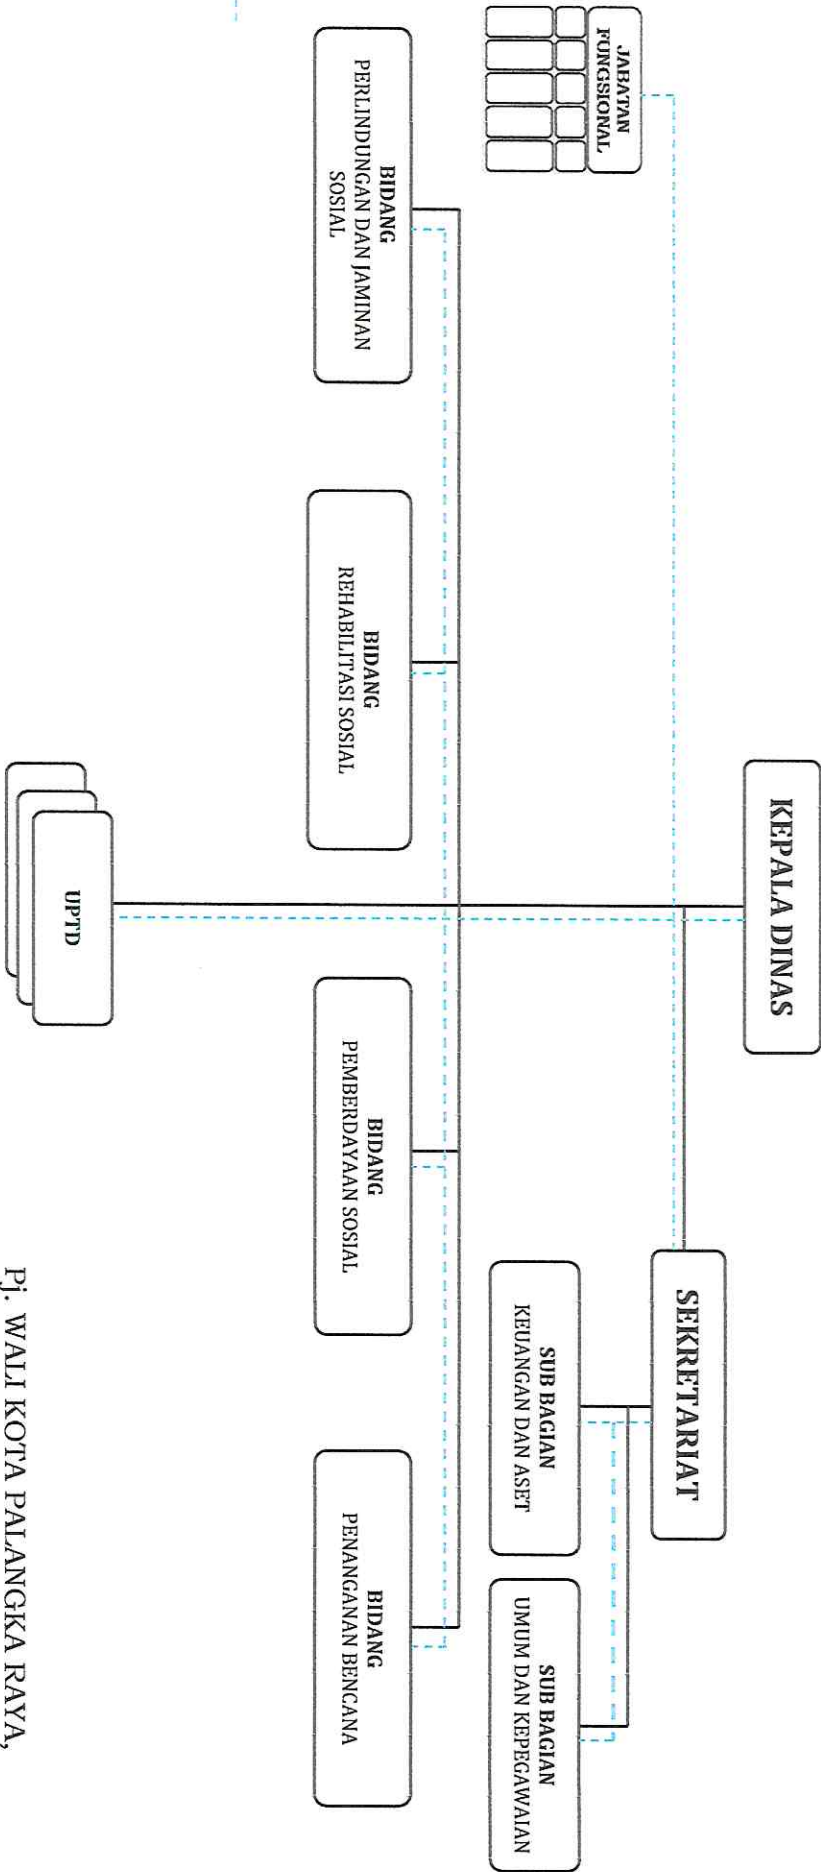 KEPALA DINAS
JABATAN
FUNGSIONAL
SEKRETARIAT
SUB BAGIAN
KEUANGAN DAN ASET
SUB BAGIAN
UMUM DAN KEPEGAWAIAN
BIDANG
PERLINDUNGAN DAN JAMINAN
SOSIAL
BIDANG
REHABILITASI SOSIAL
BIDANG
PEMBERDAYAAN SOSIAL
BIDANG
PENANGANAN BENCANA
UPTD
Pj. WALI KOTA PALANGKA RAYA,